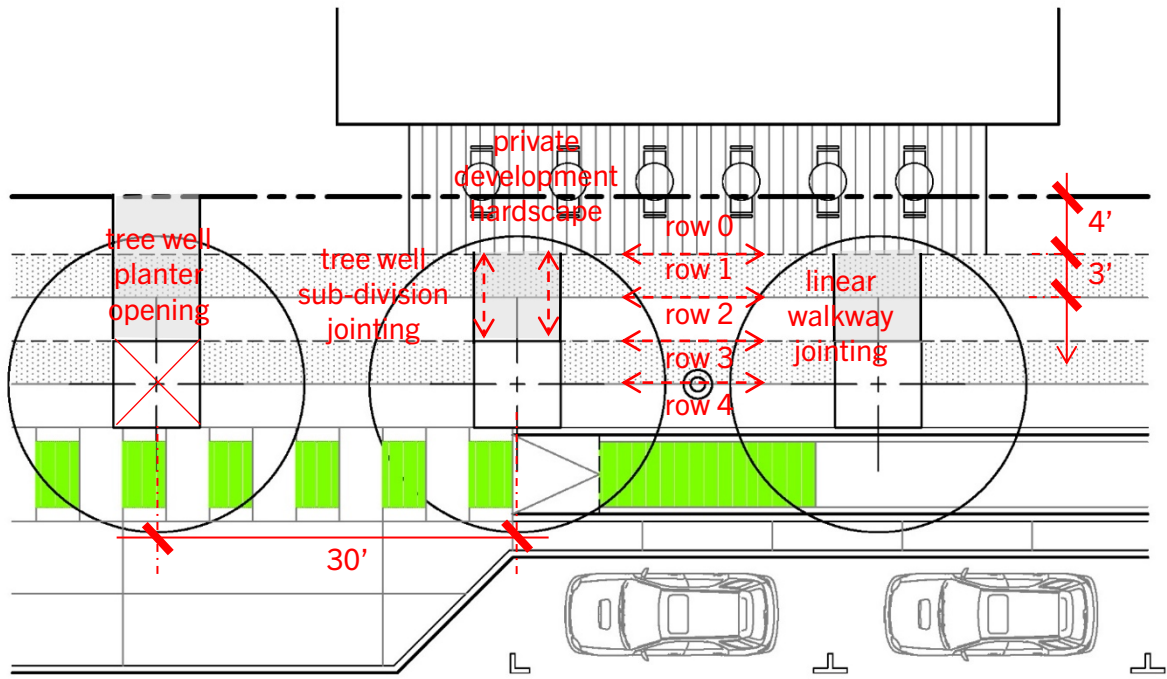 private
development
hardscape
row 0
4’
tree well
planter
opening
tree well
sub-division
jointing
row 1
3’
linear
walkway
jointing
row 2
row 3
row 4
30’